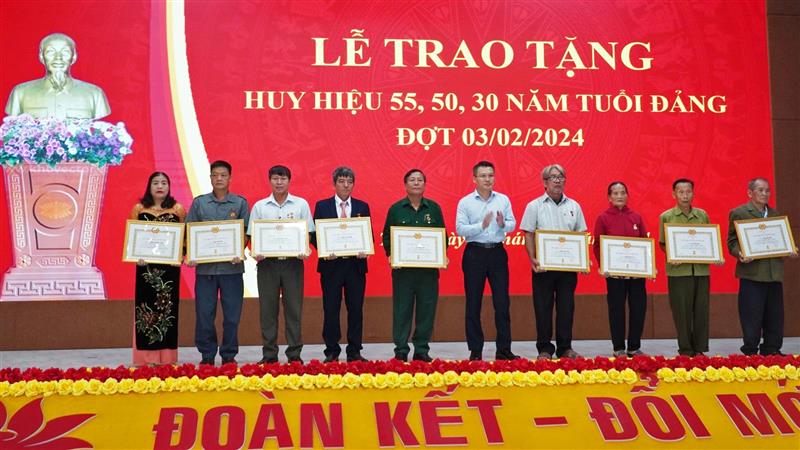 LỄ TRAO TẶNG
HUY HIỆU 55, 50, 30 NĂM TUỔI ĐẢNG
ĐỢT 03/02/2024
ĐOÀN KẾT - ĐỔI MỚ